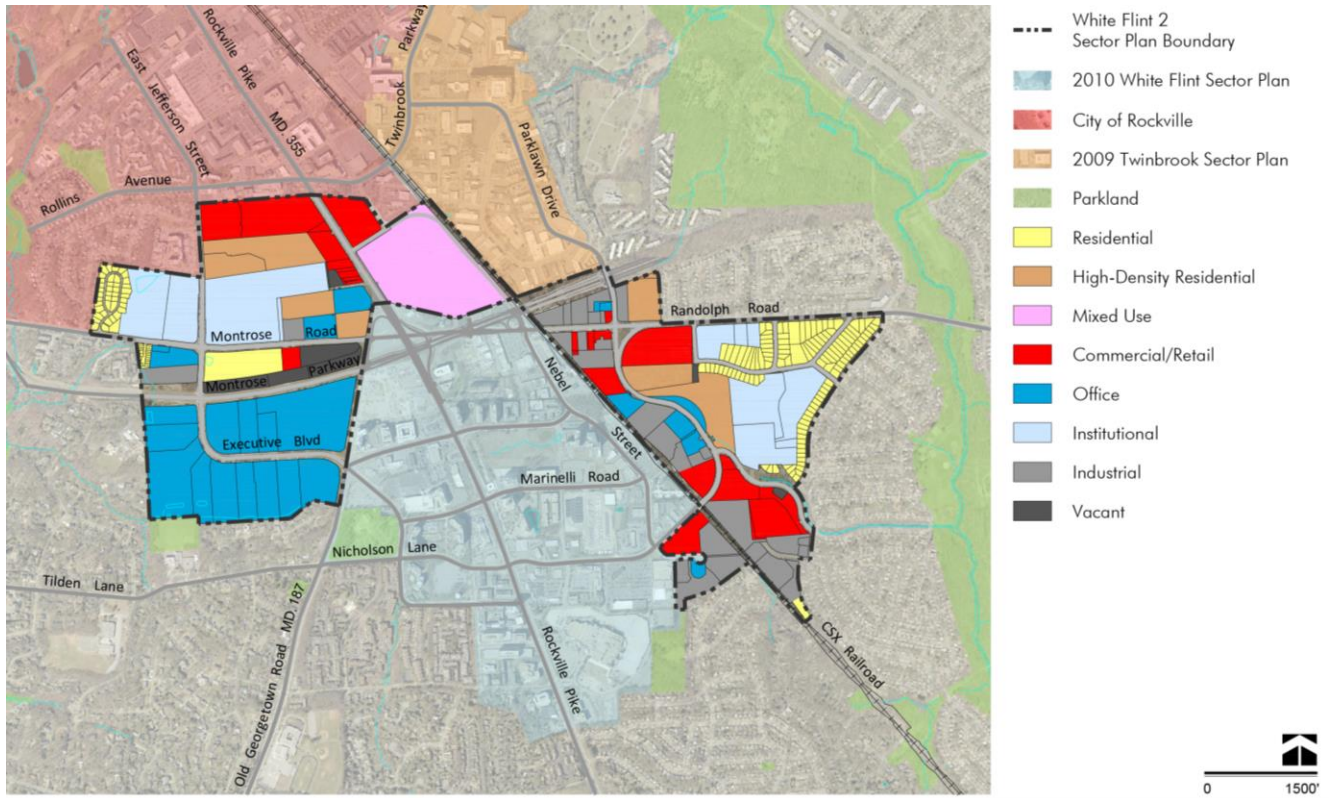 Rockville Pike MD. 355
East Jefferson Street
Twinbrook Parkway
Parklawn Drive
Rollins Avenue
Randolph Road
Montrose Road
Montrose Parkway
Nebel Street
Executive Blvd
Marinelli Road
Nicholson Lane
Tilden Lane
Old Georgetown Road MD. 187
Rockville Pike
CSX Railroad
White Flint 2
Sector Plan Boundary
2010 White Flint Sector Plan
City of Rockville
2009 Twinbrook Sector Plan
Parkland
Residential
High-Density Residential
Mixed Use
Commercial/Retail
Office
Institutional
Industrial
Vacant
0 1500'